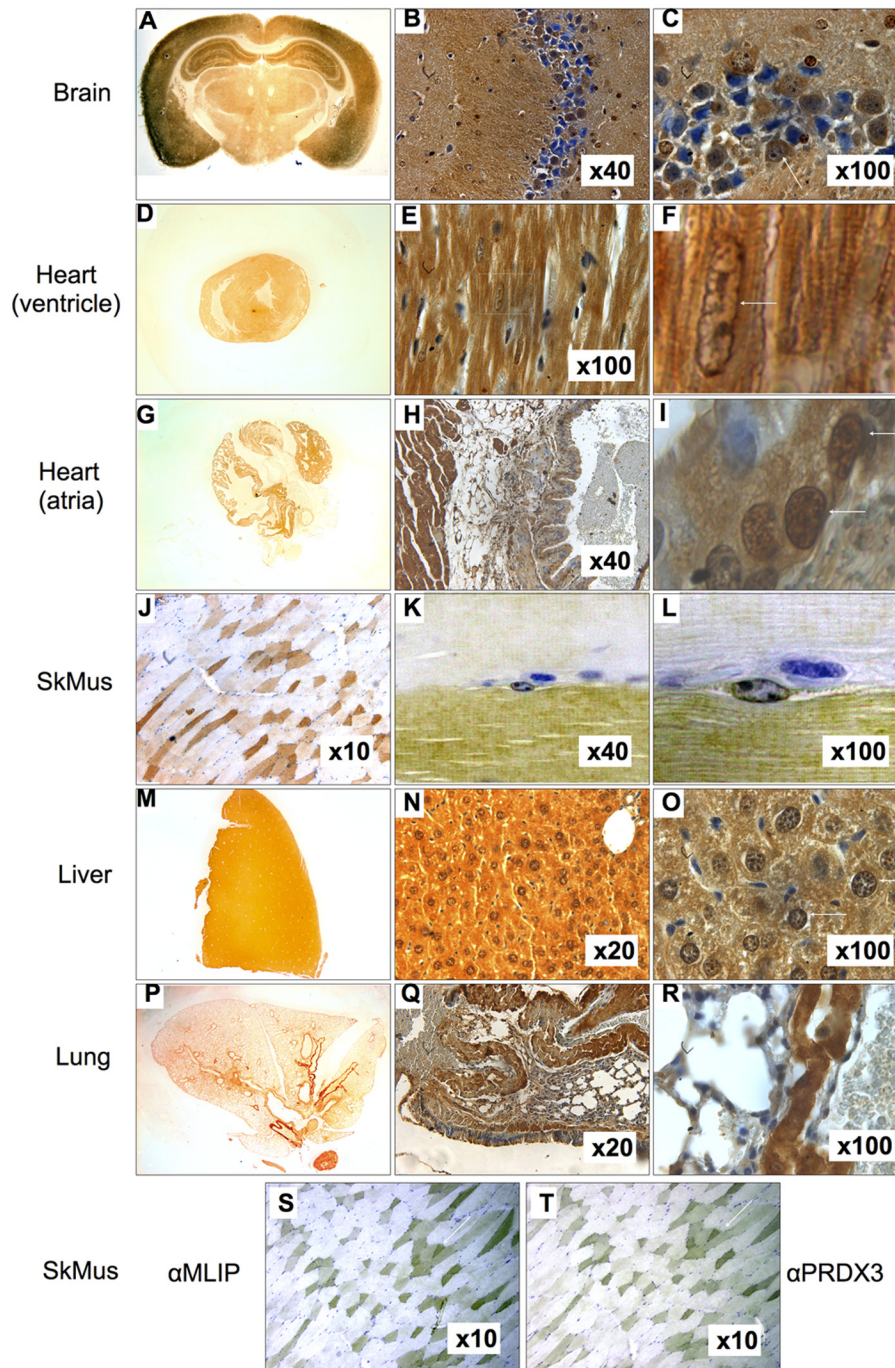 Brain
A
B
x40
C
x100
Heart
(ventricle)
D
E
x100
F
Heart
(atria)
G
H
x40
I
SkMus
J
x10
K
x40
L
x100
Liver
M
N
x20
O
x100
Lung
P
Q
x20
R
x100
SkMus
αMLIP
S
x10
T
x10
αPRDX3